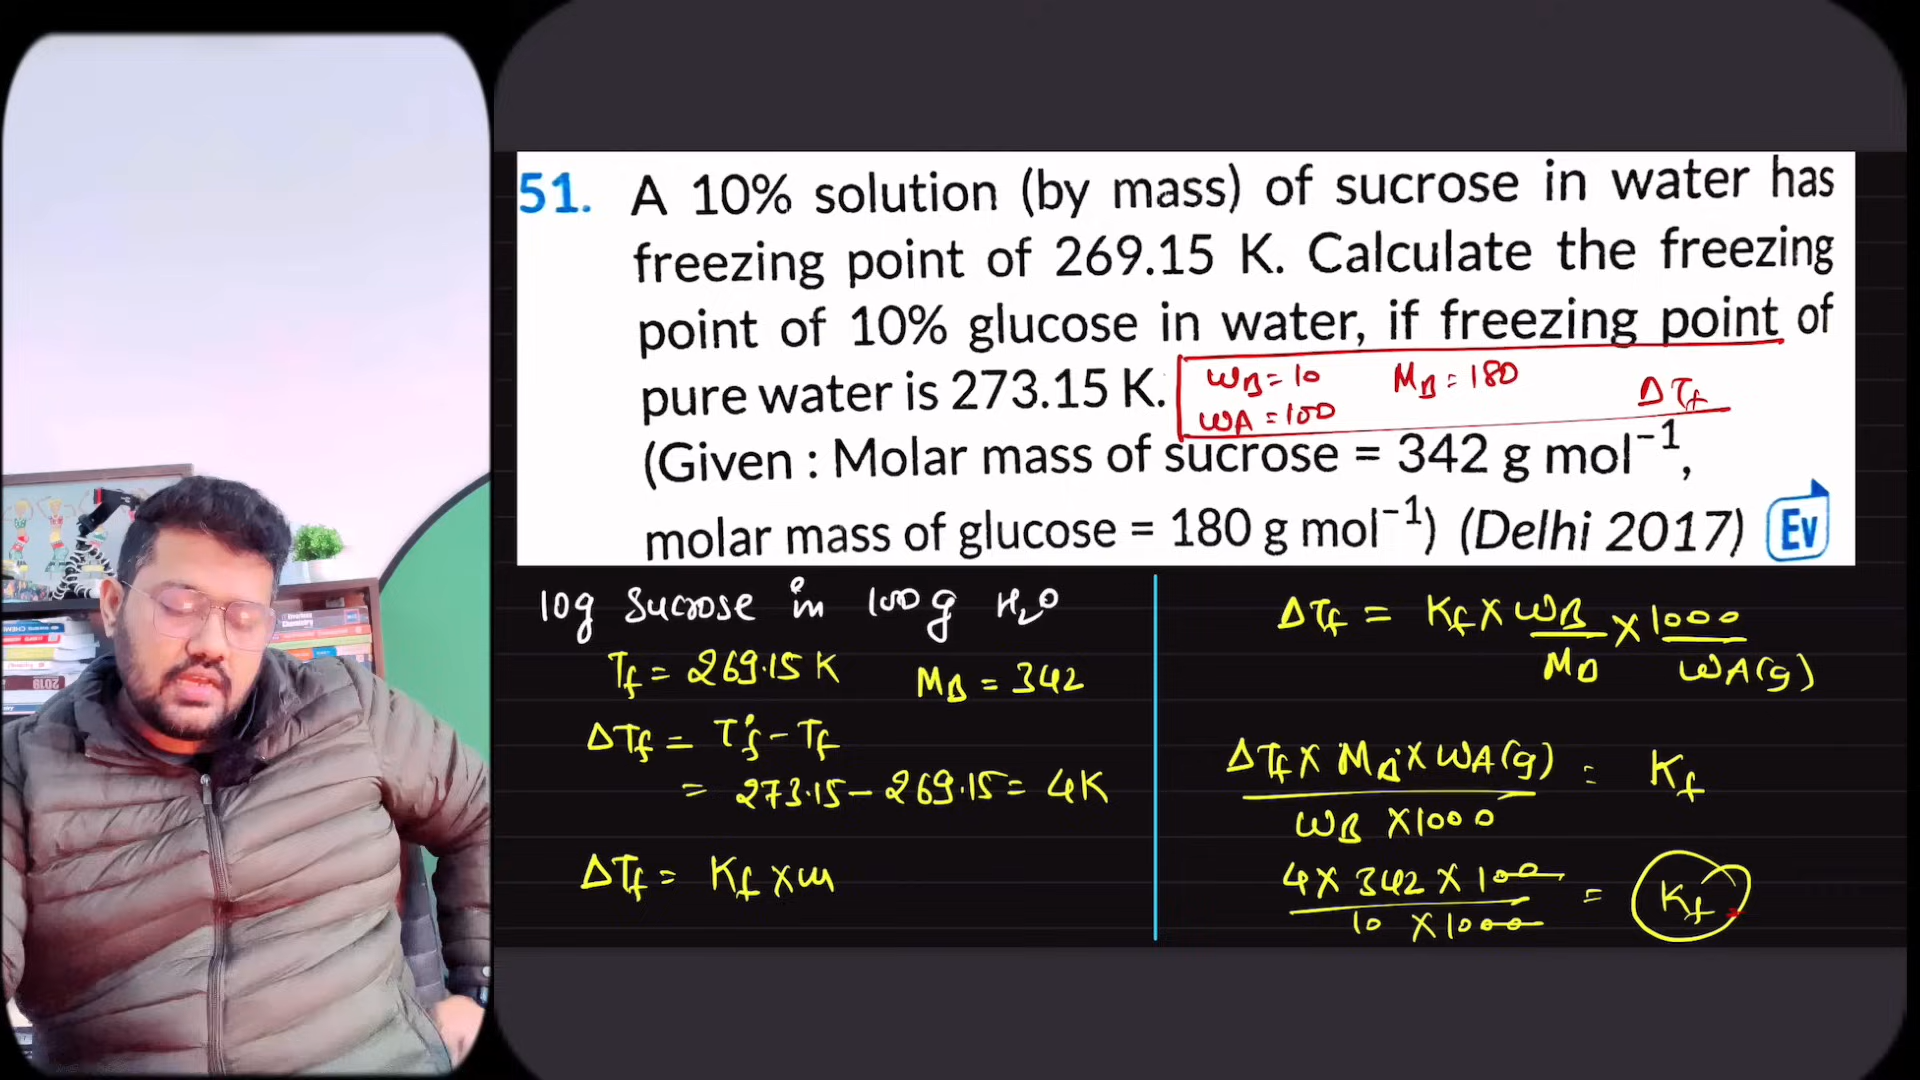 51. A 10% solution (by mass) of sucrose in water has
freezing point of 269.15 K. Calculate the freezing
point of 10% glucose in water, if freezing point of
pure water is 273.15 K.
WB = 10 MB = 180
WA = 100 ΔTf
(Given : Molar mass of sucrose = 342 g mol⁻¹,
molar mass of glucose = 180 g mol⁻¹) (Delhi 2017) Ev
10g Sucrose in 100g H₂O
Tf = 269.15 K MB = 342
ΔTf = T°f - Tf
= 273.15 - 269.15 = 4K
ΔTf = Kf x m
ΔTf = Kf x WB x 1000
MB WA(g)
ΔTf x MB x WA(g) = Kf
WB x 1000
4 x 342 x 100 = Kf
10 x 1000
2019